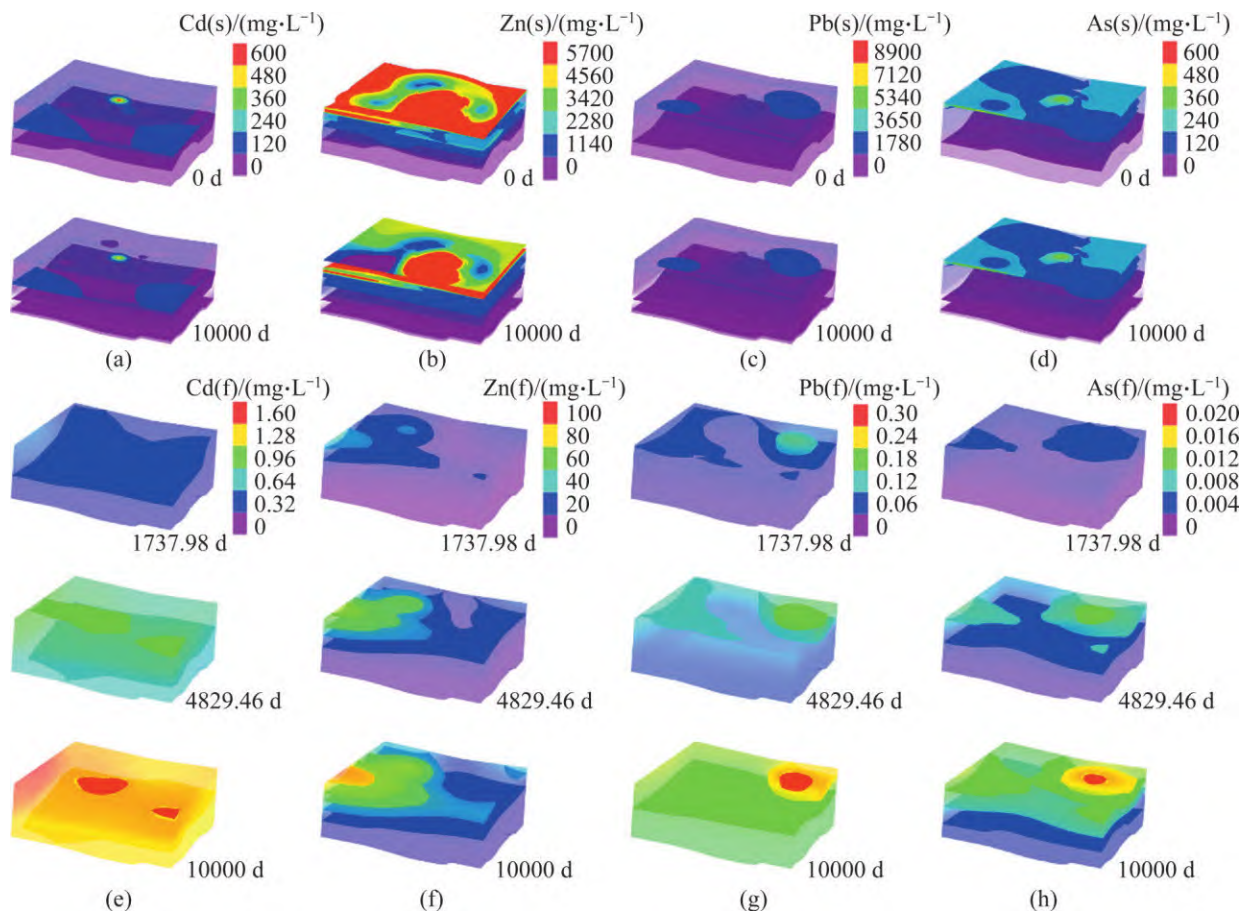 Cd(s)/(mg·L⁻¹)
600
480
360
240
120
0
0 d
Zn(s)/(mg·L⁻¹)
5700
4560
3420
2280
1140
0
0 d
Pb(s)/(mg·L⁻¹)
8900
7120
5340
3650
1780
0
0 d
As(s)/(mg·L⁻¹)
600
480
360
240
120
0
0 d
10000 d
10000 d
10000 d
10000 d
(a)
(b)
(c)
(d)
Cd(f)/(mg·L⁻¹)
1.60
1.28
0.96
0.64
0.32
0
1737.98 d
Zn(f)/(mg·L⁻¹)
100
80
60
40
20
0
1737.98 d
Pb(f)/(mg·L⁻¹)
0.30
0.24
0.18
0.12
0.06
0
1737.98 d
As(f)/(mg·L⁻¹)
0.020
0.016
0.012
0.008
0.004
0
1737.98 d
4829.46 d
4829.46 d
4829.46 d
4829.46 d
10000 d
10000 d
10000 d
10000 d
(e)
(f)
(g)
(h)